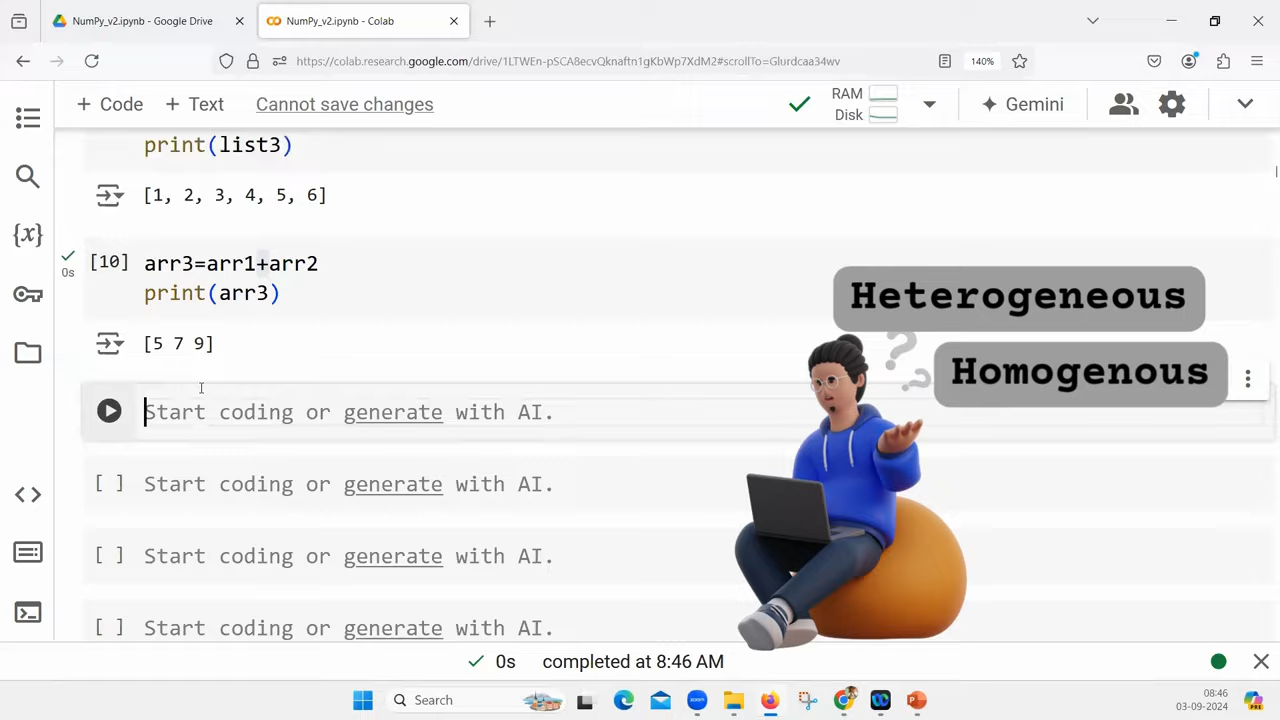 NumPy_v2.ipynb - Google Drive
NumPy_v2.ipynb - Colab
https://colab.research.google.com/drive/1LTWEn-pSCA8ecvQknaftn1gKbWp7XdM2#scrollTo=Glurdcaa34wv
140%
+ Code + Text Cannot save changes
RAM
Disk
Gemini
print(list3)
[1, 2, 3, 4, 5, 6]
[10] arr3=arr1+arr2
0s
print(arr3)
[5 7 9]
Heterogeneous
Homogenous
Start coding or generate with AI.
[ ] Start coding or generate with AI.
[ ] Start coding or generate with AI.
[ ] Start coding or generate with AI.
{x}
0s completed at 8:46 AM
Search
08:46
03-09-2024